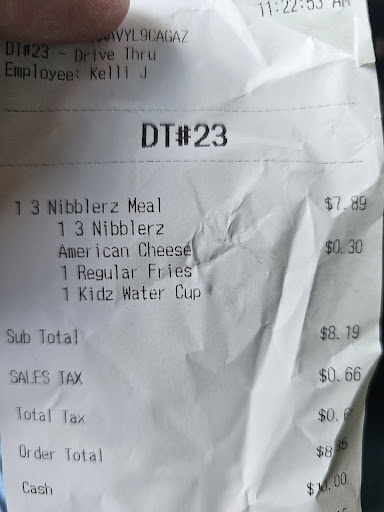 11:22:53 AM
DT#23 - Drive Thru
Employee: Kelli J
DT#23
1 3 Nibblerz Meal $7.89
1 3 Nibblerz
American Cheese $0.30
1 Regular Fries
1 Kidz Water Cup
Sub Total $8.19
SALES TAX $0.66
Total Tax
Order Total
Cash $10.00